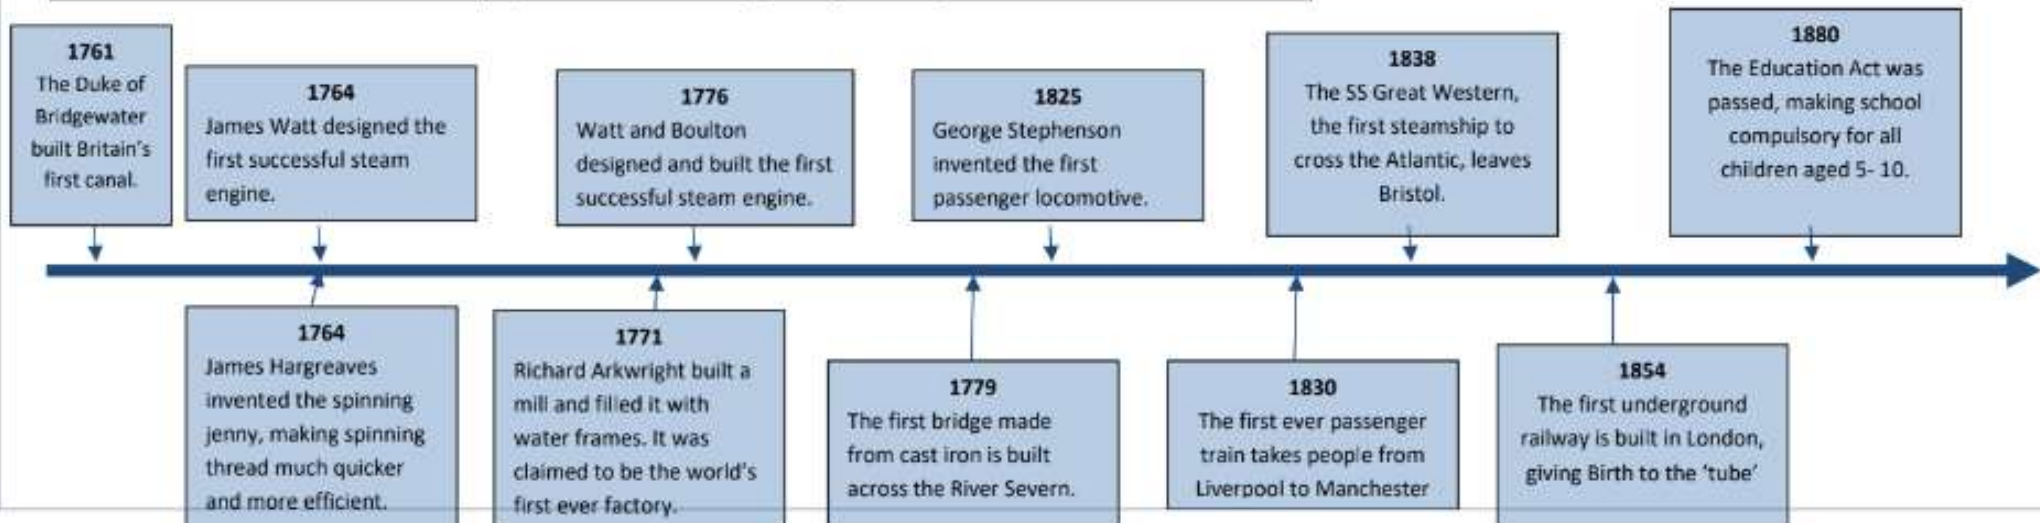 1761
The Duke of
Bridgewater
built Britain's
first canal.
1764
James Watt designed the
first successful steam
engine.
1776
Watt and Boulton
designed and built the first
successful steam engine.
1825
George Stephenson
invented the first
passenger locomotive.
1838
The SS Great Western,
the first steamship to
cross the Atlantic, leaves
Bristol.
1880
The Education Act was
passed, making school
compulsory for all
children aged 5- 10.
1764
James Hargreaves
invented the spinning
jenny, making spinning
thread much quicker
and more efficient.
1771
Richard Arkwright built a
mill and filled it with
water frames. It was
claimed to be the world's
first ever factory.
1779
The first bridge made
from cast iron is built
across the River Severn.
1830
The first ever passenger
train takes people from
Liverpool to Manchester
1854
The first underground
railway is built in London,
giving Birth to the 'tube'